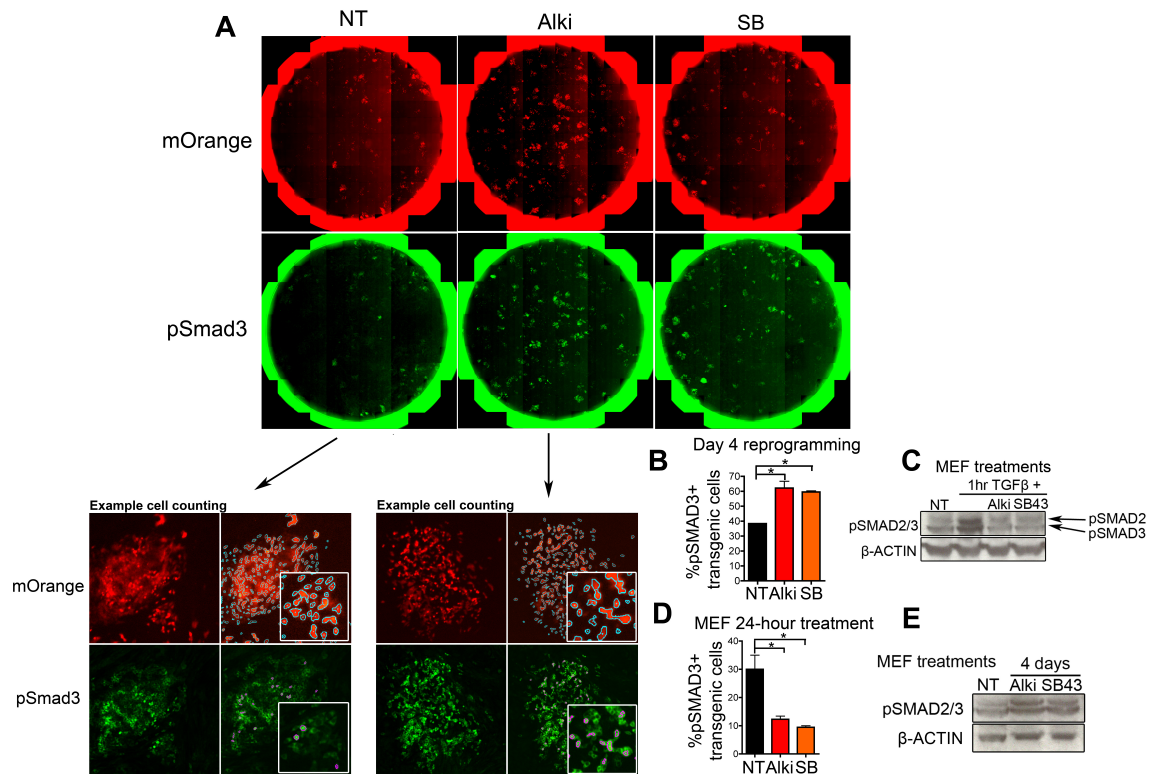 A
NT
Alki
SB
mOrange
pSmad3
Example cell counting
Example cell counting
mOrange
pSmad3
B
Day 4 reprogramming
%pSMAD3+
transgenic cells
70
60
50
40
30
20
10
0
NT Alki SB
*
*
C
MEF treatments
1hr TGFβ +
NT
Alki SB43
pSMAD2/3
pSMAD2
pSMAD3
β-ACTIN
D
MEF 24-hour treatment
%pSMAD3+
transgenic cells
40
30
20
10
0
NT Alki SB
*
*
E
MEF treatments
4 days
NT Alki SB43
pSMAD2/3
β-ACTIN